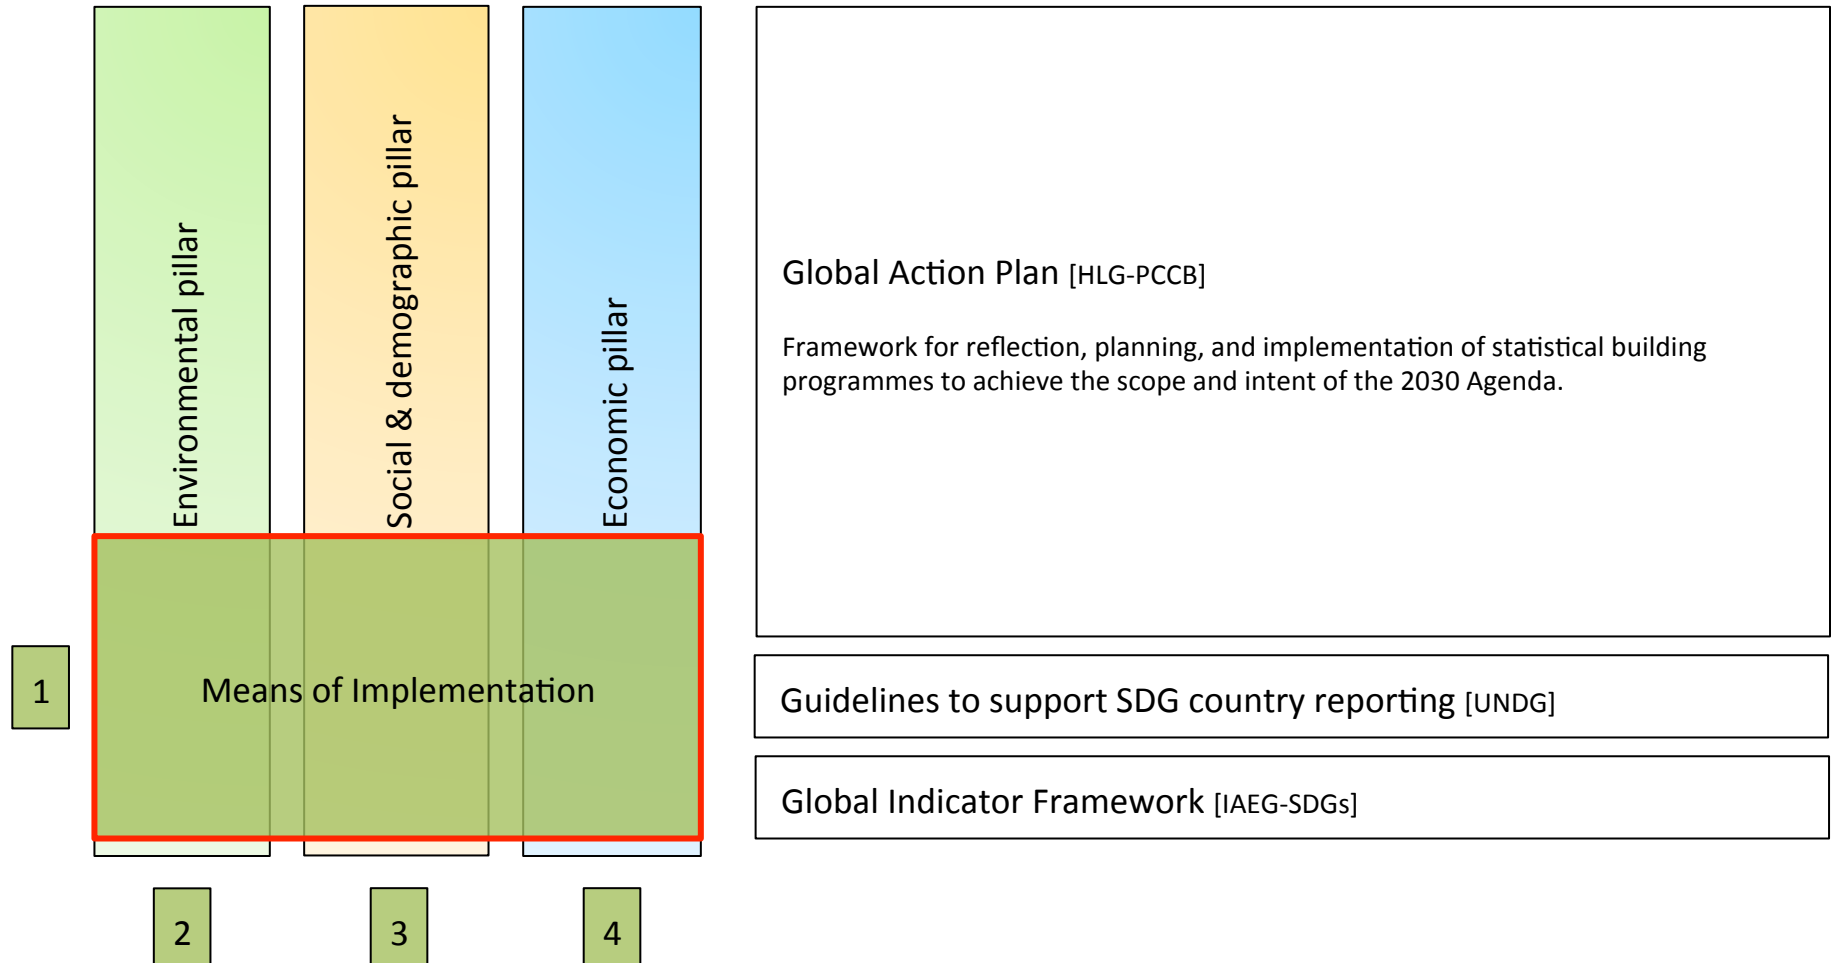 Environmental pillar
Social & demographic pillar
Economic pillar
Global Action Plan [HLG-PCCB]
Framework for reflection, planning, and implementation of statistical building
programmes to achieve the scope and intent of the 2030 Agenda.
1
Means of Implementation
Guidelines to support SDG country reporting [UNDG]
Global Indicator Framework [IAEG-SDGs]
2
3
4